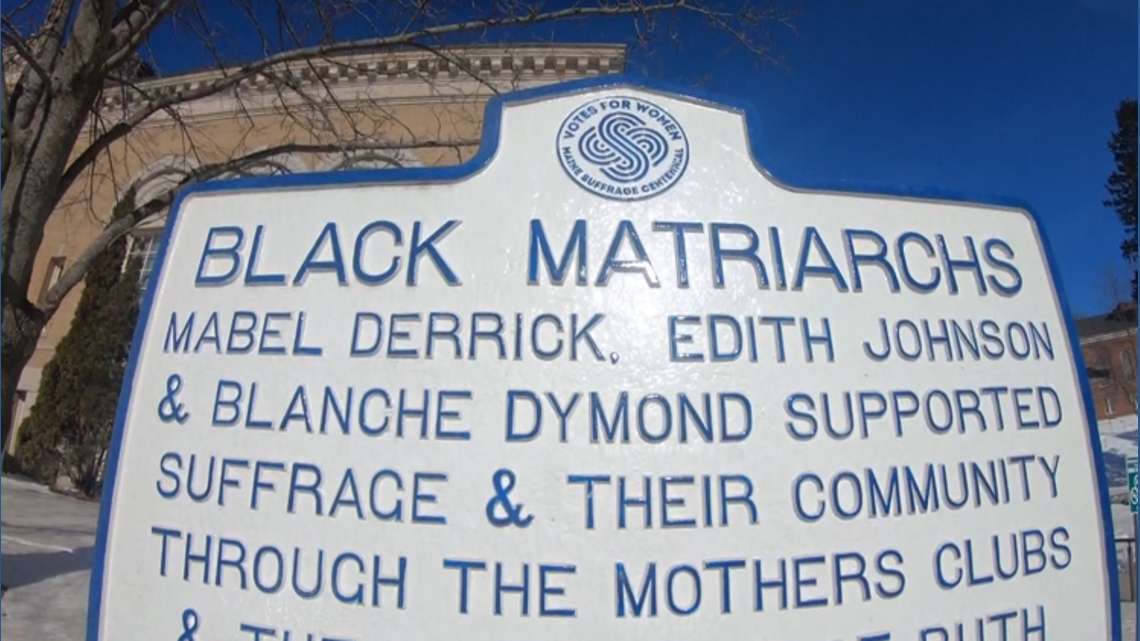 VOTES FOR WOMEN
MAINE SUFFRAGE CENTENNIAL
BLACK MATRIARCHS
MABEL DERRICK, EDITH JOHNSON
& BLANCHE DYMOND SUPPORTED
SUFFRAGE & THEIR COMMUNITY
THROUGH THE MOTHERS CLUBS
&